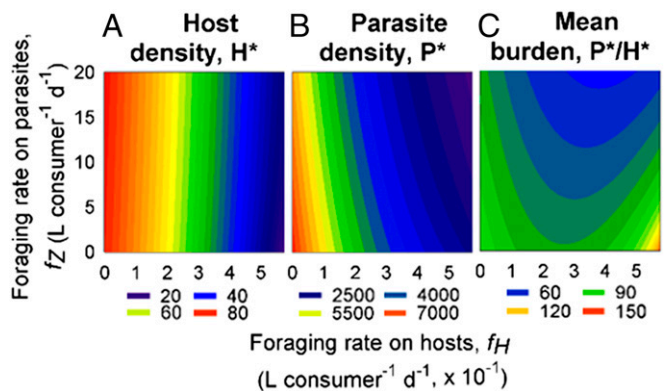 A Host density, H*
B Parasite density, P*
C Mean burden, P*/H*
Foraging rate on parasites,
fZ (L consumer⁻¹ d⁻¹)
20
15
10
5
0
0 1 2 3 4 5
0 1 2 3 4 5
0 1 2 3 4 5
20 40
60 80
2500 4000
5500 7000
60 90
120 150
Foraging rate on hosts, fH
(L consumer⁻¹ d⁻¹, x 10⁻¹)